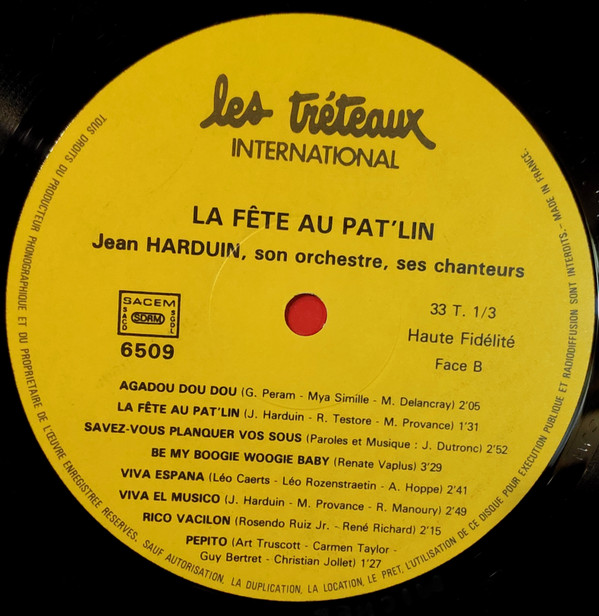 les tréteaux
INTERNATIONAL
LA FÊTE AU PAT'LIN
Jean HARDUIN, son orchestre, ses chanteurs
SACEM
SACD
SDRM
SGDL
6509
33 T. 1/3
Haute Fidélité
Face B
AGADOU DOU DOU (G. Peram - Mya Simille - M. Delancray) 2'05
LA FÊTE AU PAT'LIN (J. Harduin - R. Testore - M. Provance) 1'31
SAVEZ-VOUS PLANQUER VOS SOUS (Paroles et Musique : J. Dutronc) 2'52
BE MY BOOGIE WOOGIE BABY (Renate Vaplus) 3'29
VIVA ESPANA (Léo Caerts - Léo Rozenstraetin - A. Hoppe) 2'41
VIVA EL MUSICO (J. Harduin - M. Provance - R. Manoury) 2'49
RICO VACILON (Rosendo Ruiz Jr. - René Richard) 2'15
PEPITO (Art Truscott - Carmen Taylor -
Guy Bertret - Christian Jollet) 1'27
TOUS DROITS DU PRODUCTEUR PHONOGRAPHIQUE ET DU PROPRIETAIRE DE L'ŒUVRE ENREGISTREE RESERVES. SAUF AUTORISATION, LA DUPLICATION, LA LOCATION, LE PRET, L'UTILISATION DE CE DISQUE POUR EXECUTION PUBLIQUE ET RADIODIFFUSION SONT INTERDITS - MADE IN FRANCE.